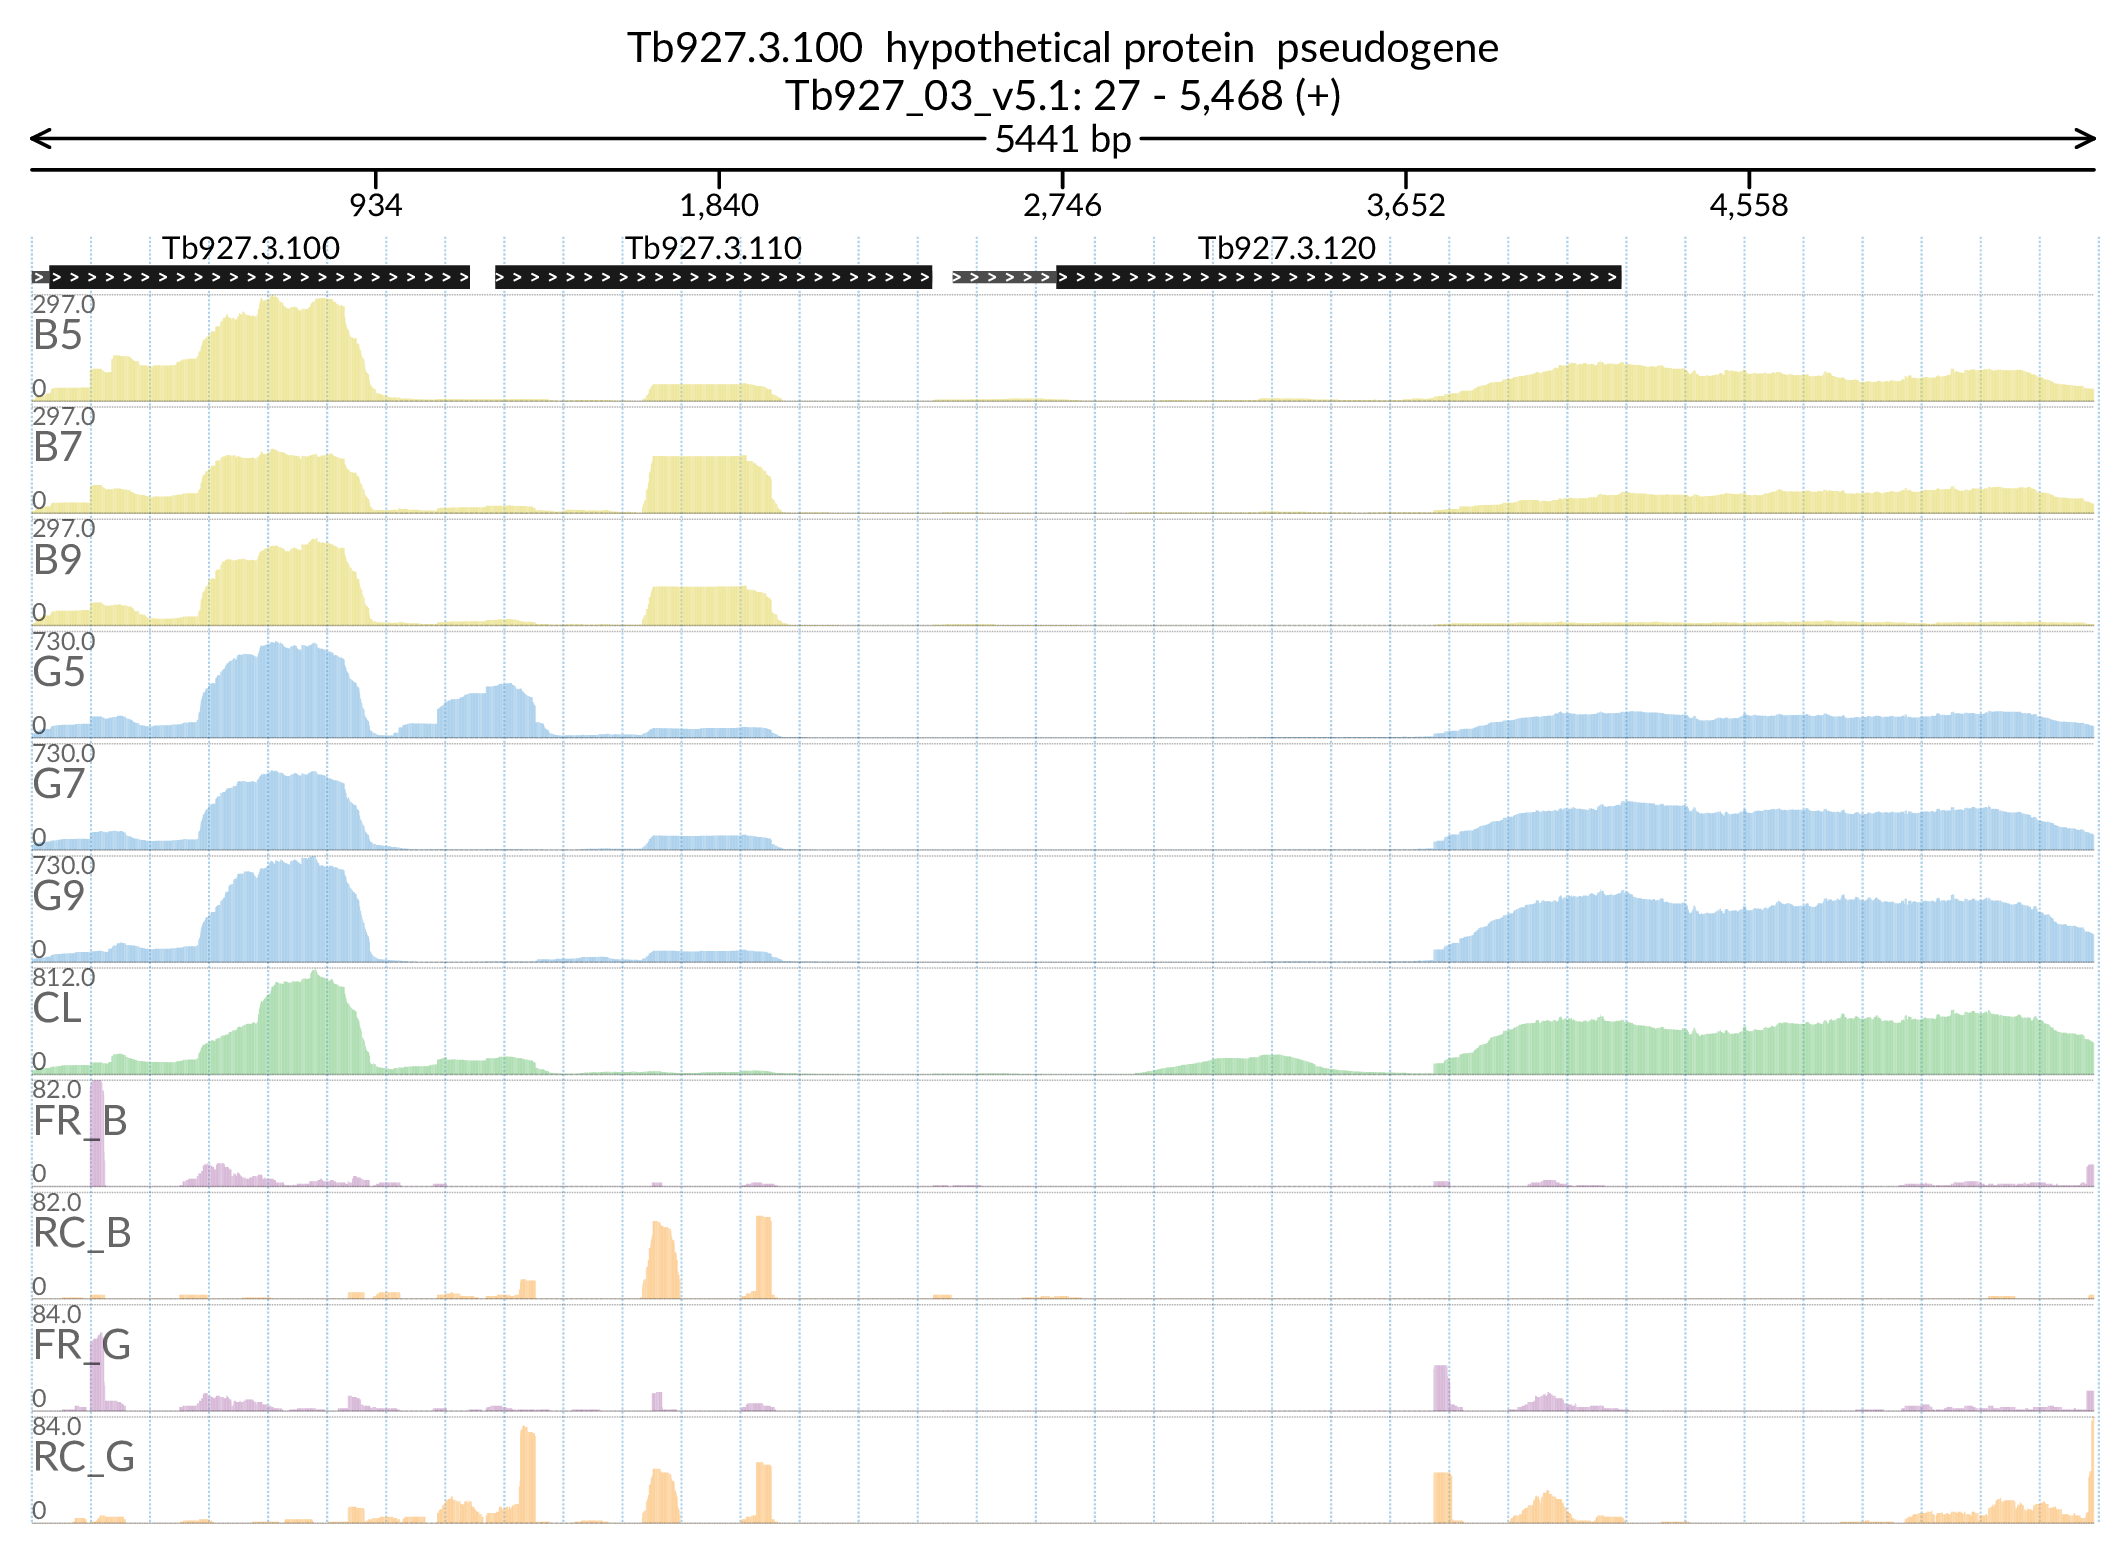 Tb927.3.100  hypothetical protein  pseudogene
Tb927_03_v5.1: 27 - 5,468 (+)
5441 bp
934 1,840 2,746 3,652 4,558
Tb927.3.100 Tb927.3.110 Tb927.3.120
297.0
B5
0
297.0
B7
0
297.0
B9
0
730.0
G5
0
730.0
G7
0
730.0
G9
0
812.0
CL
0
82.0
FR_B
0
82.0
RC_B
0
84.0
FR_G
0
84.0
RC_G
0